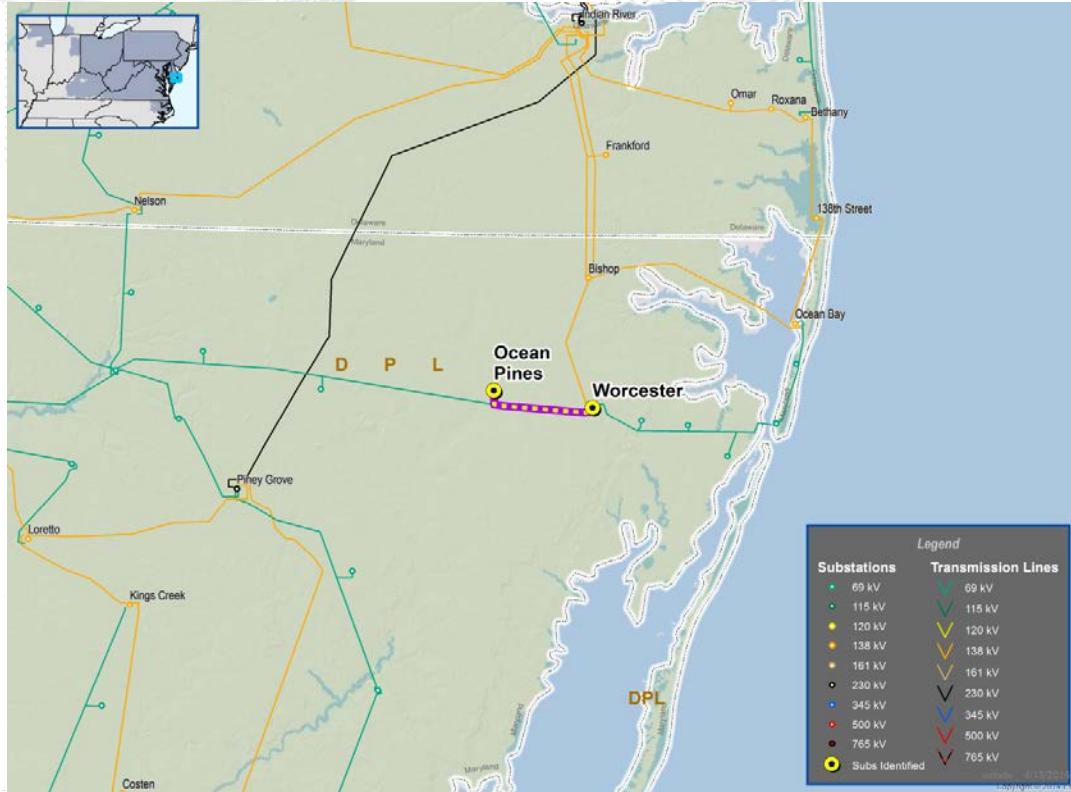 Indian River
Delaware
Omar
Roxana
Bethany
Frankford
Nelson
138th Street
Delaware
Maryland
Delaware
Bishop
Ocean Bay
D P L
Ocean
Pines
Worcester
Piney Grove
Loretto
Kings Creek
DPL
Maryland
Maryland
Maryland
Costen
Legend
Substations
69 kV
115 kV
120 kV
138 kV
161 kV
230 kV
345 kV
500 kV
765 kV
Subs Identified
Transmission Lines
69 kV
115 kV
120 kV
138 kV
161 kV
230 kV
345 kV
500 kV
765 kV